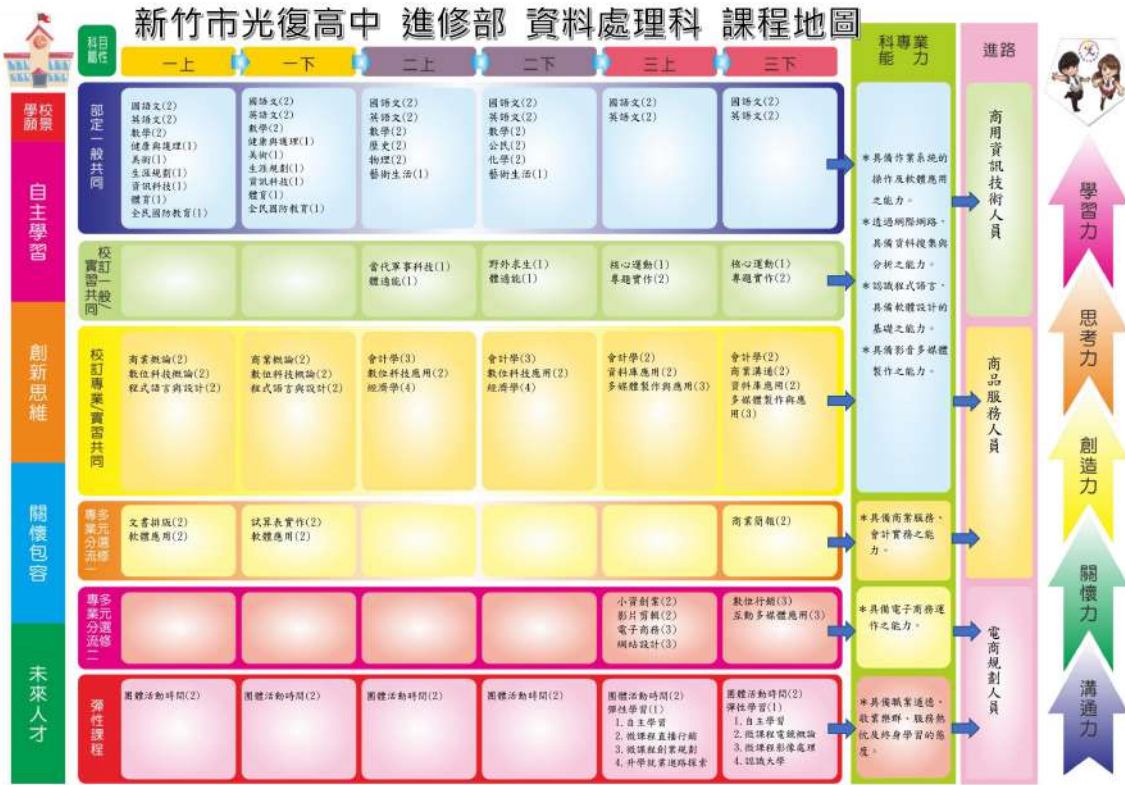 新竹市光復高中 進修部 資料處理科 課程地圖
科目
屬性
一上
一下
二上
二下
三上
三下
科專業
能 力
進路
學校
願景
自主學習
創新思維
關懷包容
未來人才
部定一般共同
國語文(2)
英語文(2)
數學(2)
健康與護理(1)
美術(1)
生涯規劃(1)
資訊科技(1)
體育(1)
全民國防教育(1)
國語文(2)
英語文(2)
數學(2)
健康與護理(1)
美術(1)
生涯規劃(1)
資訊科技(1)
體育(1)
全民國防教育(1)
國語文(2)
英語文(2)
數學(2)
歷史(2)
物理(2)
藝術生活(1)
國語文(2)
英語文(2)
數學(2)
公民(2)
化學(2)
藝術生活(1)
國語文(2)
英語文(2)
國語文(2)
英語文(2)
校訂一般/
實習共同
當代軍事科技(1)
體適能(1)
野外求生(1)
體適能(1)
核心運動(1)
專題實作(2)
核心運動(1)
專題實作(2)
校訂專業/實習共同
商業概論(2)
數位科技概論(2)
程式語言與設計(2)
商業概論(2)
數位科技概論(2)
程式語言與設計(2)
會計學(3)
數位科技應用(2)
經濟學(4)
會計學(3)
數位科技應用(2)
經濟學(4)
會計學(2)
資料庫應用(2)
多媒體製作與應用(3)
會計學(2)
商業溝通(2)
資料庫應用(2)
多媒體製作與應
用(3)
多元選修
專業分流一
文書排版(2)
軟體應用(2)
試算表實作(2)
軟體應用(2)
商業簡報(2)
多元選修
專業分流二
小資創業(2)
影片剪輯(2)
電子商務(3)
網站設計(3)
數位行銷(3)
互動多媒體應用(3)
彈性課程
團體活動時間(2)
團體活動時間(2)
團體活動時間(2)
團體活動時間(2)
團體活動時間(2)
彈性學習(1)
1.自主學習
2.微課程直播行銷
3.微課程創業規劃
4.升學就業進路探索
團體活動時間(2)
彈性學習(1)
1.自主學習
2.微課程電競概論
3.微課程影像處理
4.認識大學
*具備作業系統的
操作及軟體應用
之能力。
*透過網際網路,
具備資料搜集與
分析之能力。
*認識程式語言,
具備軟體設計的
基礎之能力。
*具備影音多媒體
製作之能力。
*具備商業服務、
會計實務之能
力。
*具備電子商務運
作之能力。
*具備職業道德、
敬業樂群、服務熱
忱及終身學習的態
度。
商用資訊技術人員
商品服務人員
電商規劃人員
學習力
思考力
創造力
關懷力
溝通力